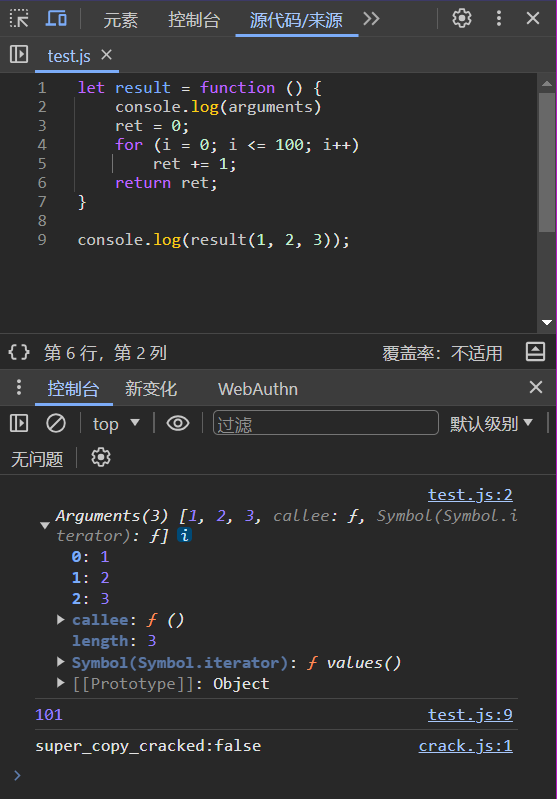 元素 控制台 源代码/来源
test.js
1 let result = function () {
2 console.log(arguments)
3 ret = 0;
4 for (i = 0; i <= 100; i++)
5 ret += 1;
6 return ret;
7 }
8
9 console.log(result(1, 2, 3));
{} 第 6 行，第 2 列 覆盖率：不适用
控制台 新变化 WebAuthn
top 过滤 默认级别
无问题
test.js:2
Arguments(3) [1, 2, 3, callee: ƒ, Symbol(Symbol.i
terator): ƒ] i
0: 1
1: 2
2: 3
callee: ƒ ()
length: 3
Symbol(Symbol.iterator): ƒ values()
[[Prototype]]: Object
101 test.js:9
super_copy_cracked:false crack.js:1